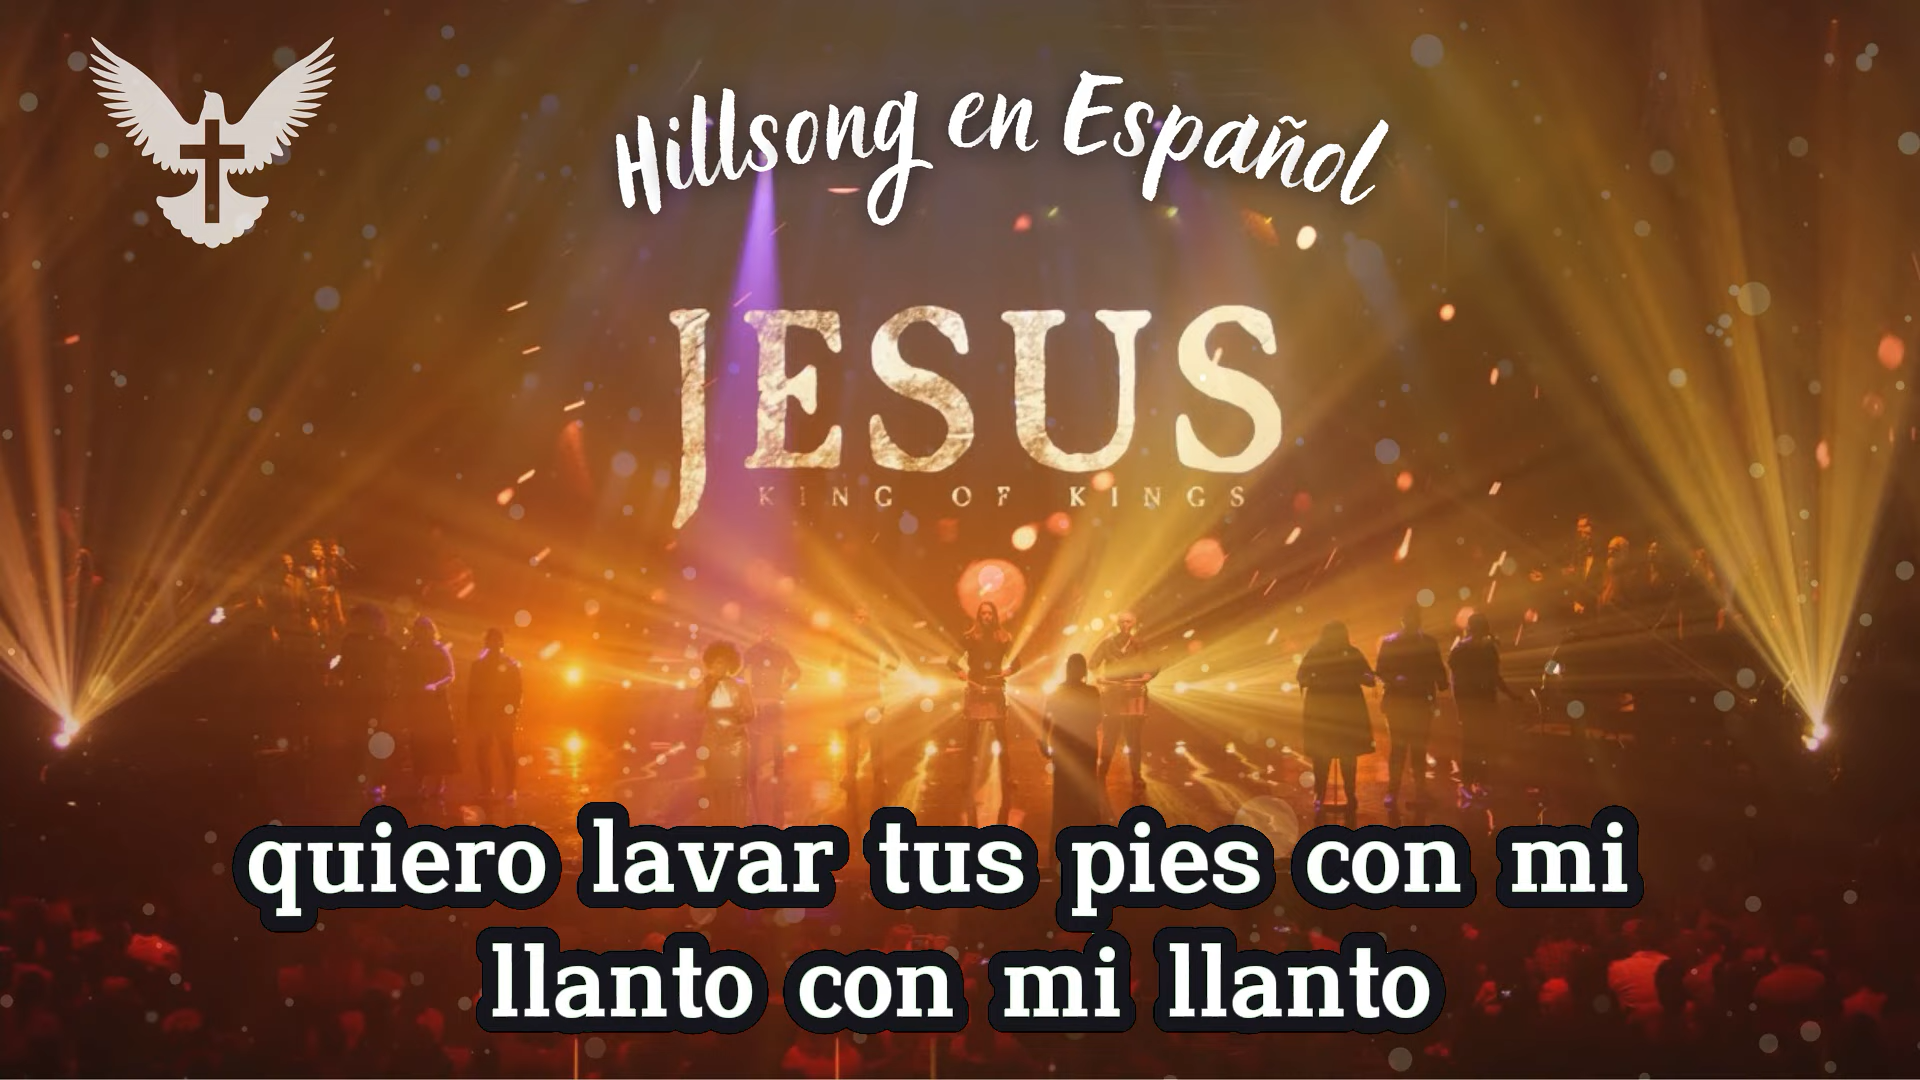 Hillsong en Español
JESUS
KING OF KINGS
quiero lavar tus pies con mi
llanto con mi llanto